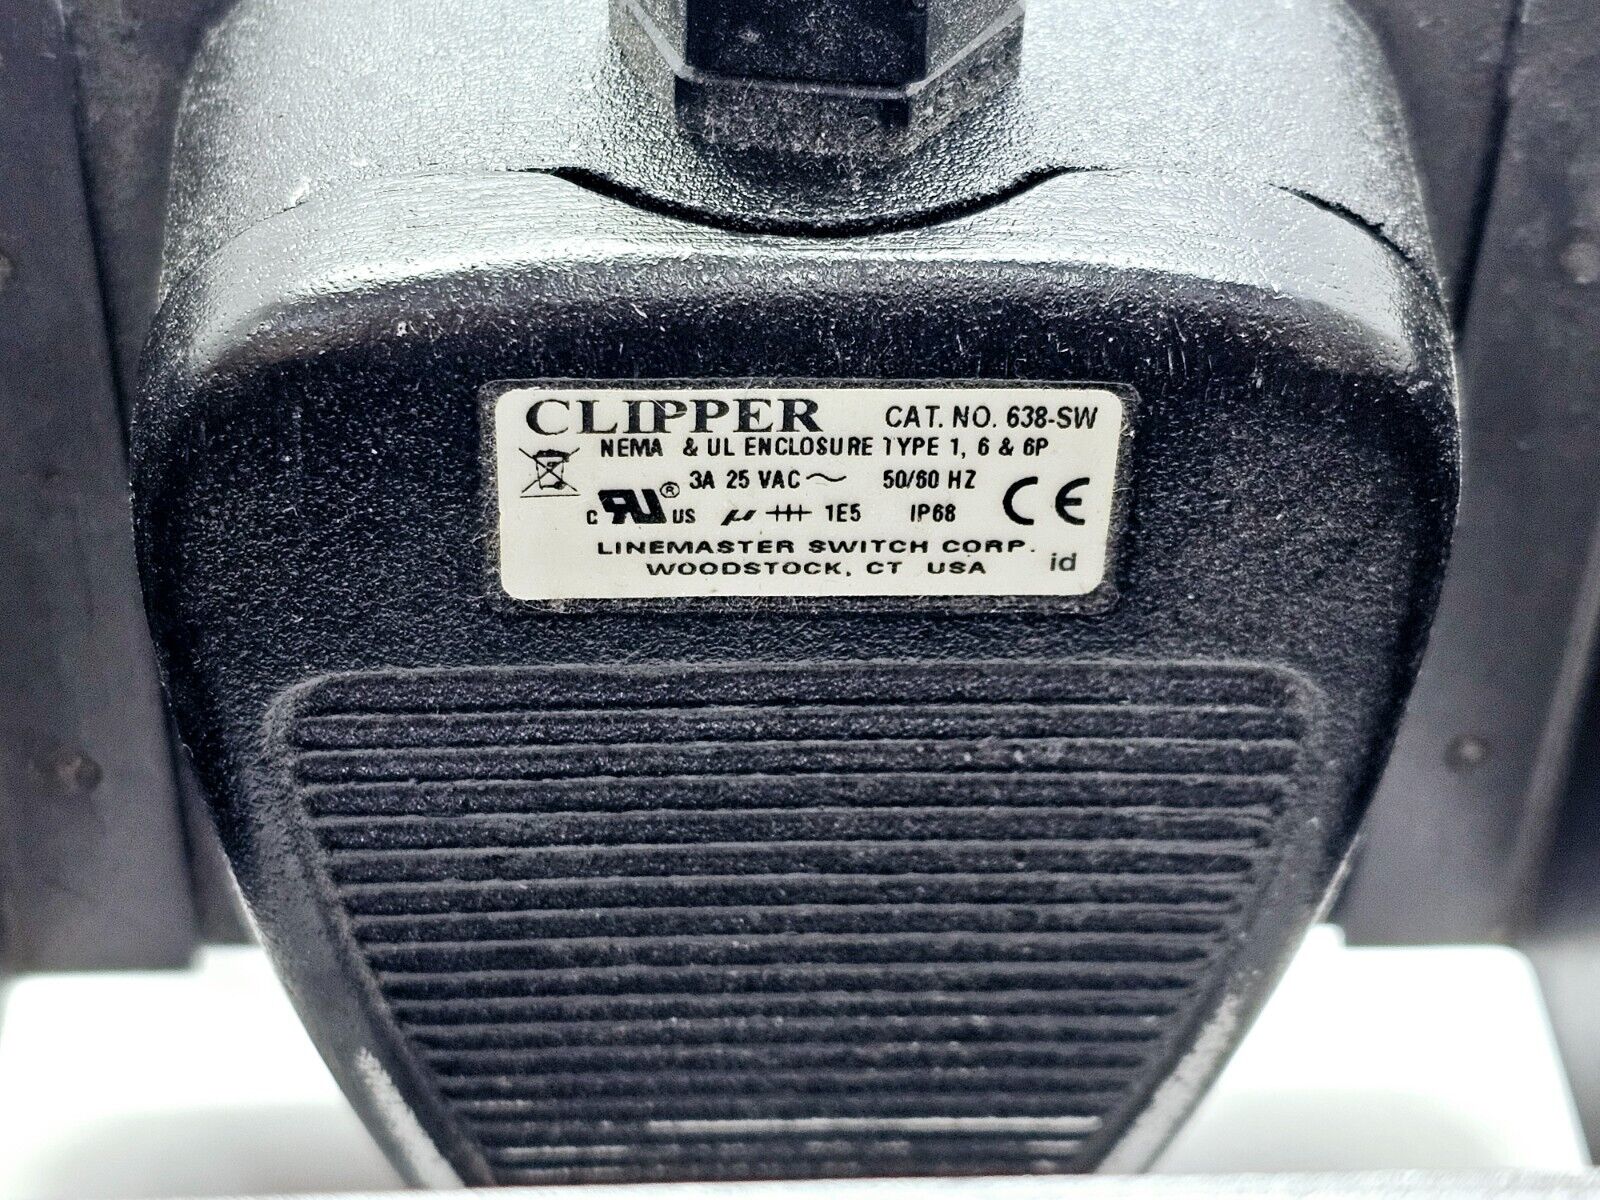 CLIPPER CAT. NO. 638-SW
NEMA & UL ENCLOSURE TYPE 1, 6 & 6P
3A 25 VAC ~ 50/60 HZ
c RU ® US µ 1E5 IP68 CE
LINEMASTER SWITCH CORP.
WOODSTOCK, CT USA id